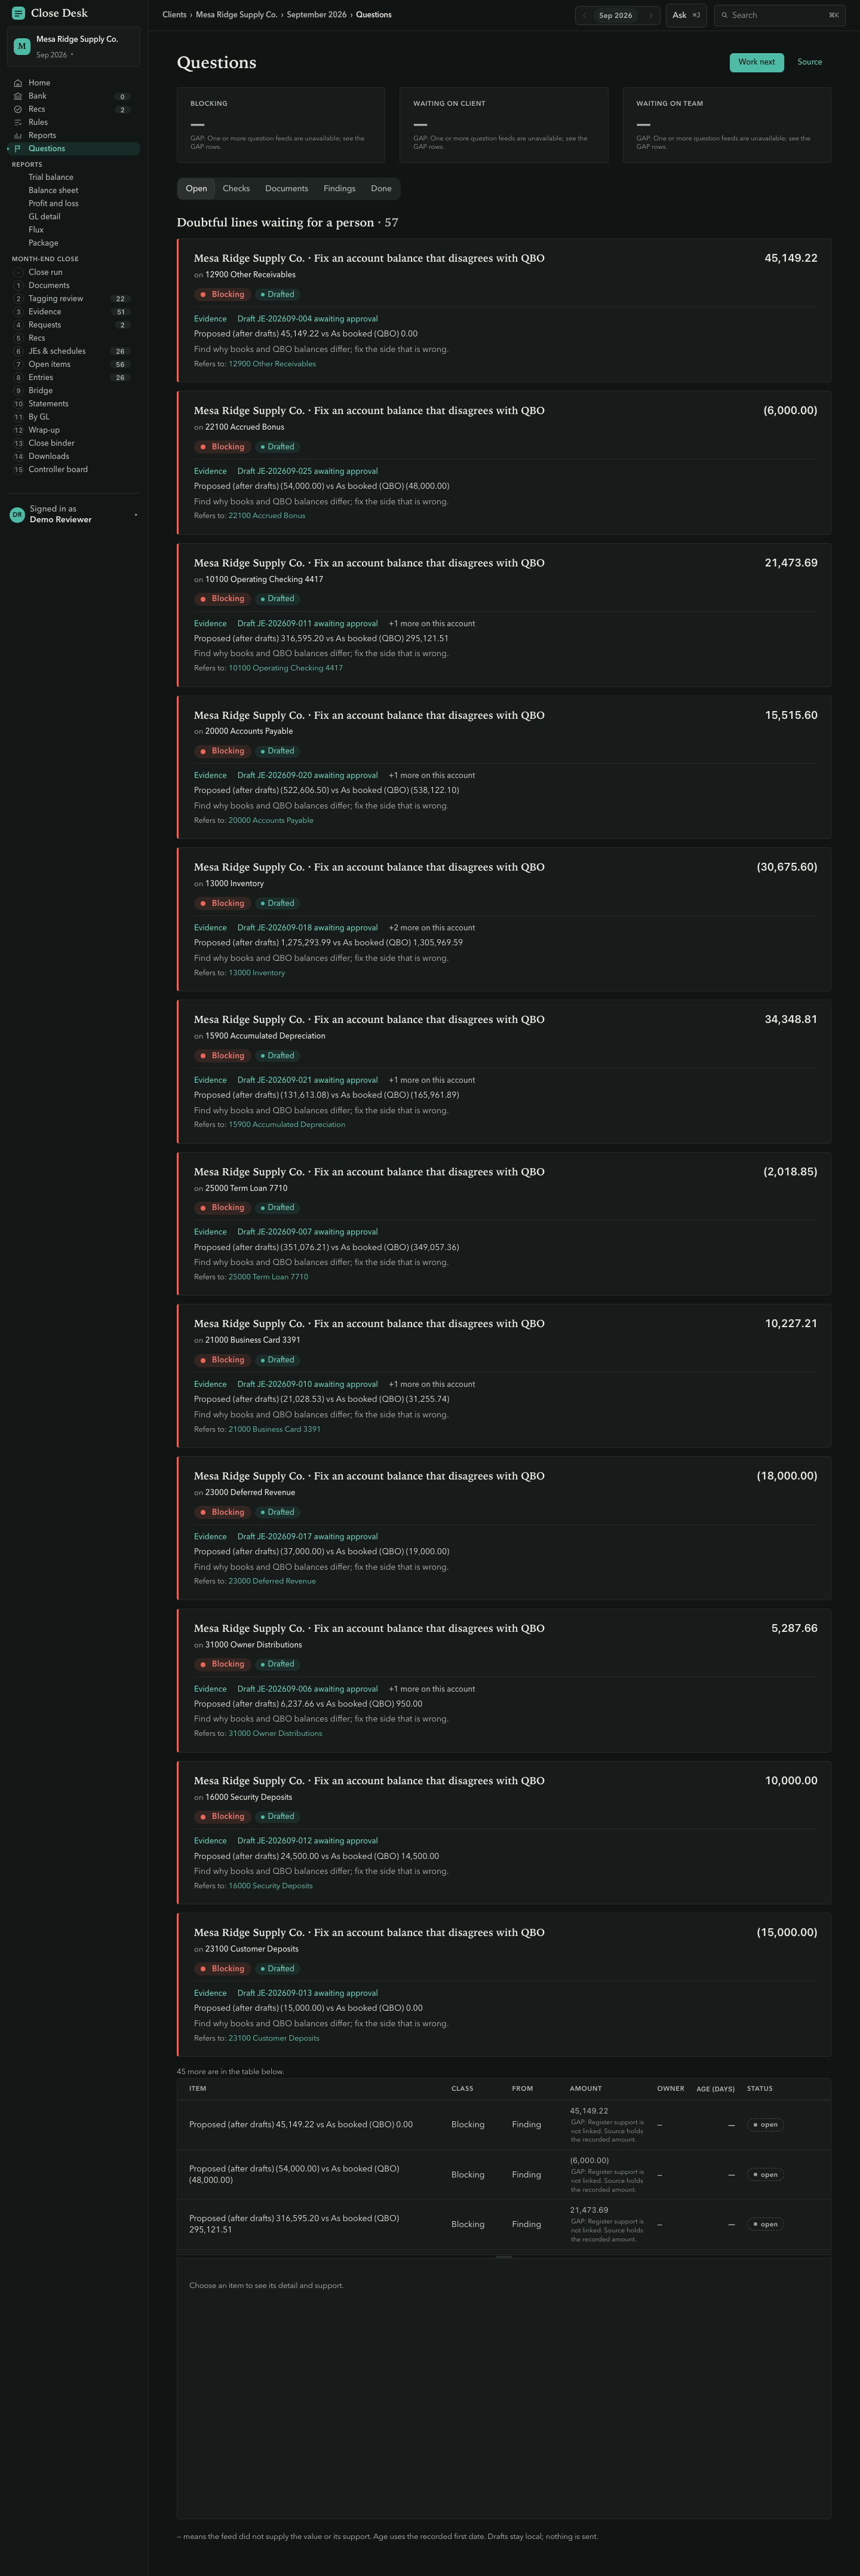 Close Desk
M
Mesa Ridge Supply Co.
Sep 2026
Home
Bank 0
Recs 2
Rules
Reports
Questions
REPORTS
Trial balance
Balance sheet
Profit and loss
GL detail
Flux
Package
MONTH-END CLOSE
Close run
1 Documents
2 Tagging review 22
3 Evidence 51
4 Requests 2
5 Recs
6 JEs & schedules 26
7 Open items 56
8 Entries 26
9 Bridge
10 Statements
11 By GL
12 Wrap-up
13 Close binder
14 Downloads
15 Controller board
DR
Signed in as
Demo Reviewer
Clients › Mesa Ridge Supply Co. › September 2026 › Questions
‹ Sep 2026 ›
Ask ⌘J
Search ⌘K
Questions
Work next
Source
BLOCKING
—
GAP: One or more question feeds are unavailable; see the
GAP rows.
WAITING ON CLIENT
—
GAP: One or more question feeds are unavailable; see the
GAP rows.
WAITING ON TEAM
—
GAP: One or more question feeds are unavailable; see the
GAP rows.
Open Checks Documents Findings Done
Doubtful lines waiting for a person · 57
Mesa Ridge Supply Co. · Fix an account balance that disagrees with QBO 45,149.22
on 12900 Other Receivables
Blocking Drafted
Evidence Draft JE-202609-004 awaiting approval
Proposed (after drafts) 45,149.22 vs As booked (QBO) 0.00
Find why books and QBO balances differ; fix the side that is wrong.
Refers to: 12900 Other Receivables
Mesa Ridge Supply Co. · Fix an account balance that disagrees with QBO (6,000.00)
on 22100 Accrued Bonus
Blocking Drafted
Evidence Draft JE-202609-025 awaiting approval
Proposed (after drafts) (54,000.00) vs As booked (QBO) (48,000.00)
Find why books and QBO balances differ; fix the side that is wrong.
Refers to: 22100 Accrued Bonus
Mesa Ridge Supply Co. · Fix an account balance that disagrees with QBO 21,473.69
on 10100 Operating Checking 4417
Blocking Drafted
Evidence Draft JE-202609-011 awaiting approval +1 more on this account
Proposed (after drafts) 316,595.20 vs As booked (QBO) 295,121.51
Find why books and QBO balances differ; fix the side that is wrong.
Refers to: 10100 Operating Checking 4417
Mesa Ridge Supply Co. · Fix an account balance that disagrees with QBO 15,515.60
on 20000 Accounts Payable
Blocking Drafted
Evidence Draft JE-202609-020 awaiting approval +1 more on this account
Proposed (after drafts) (522,606.50) vs As booked (QBO) (538,122.10)
Find why books and QBO balances differ; fix the side that is wrong.
Refers to: 20000 Accounts Payable
Mesa Ridge Supply Co. · Fix an account balance that disagrees with QBO (30,675.60)
on 13000 Inventory
Blocking Drafted
Evidence Draft JE-202609-018 awaiting approval +2 more on this account
Proposed (after drafts) 1,275,293.99 vs As booked (QBO) 1,305,969.59
Find why books and QBO balances differ; fix the side that is wrong.
Refers to: 13000 Inventory
Mesa Ridge Supply Co. · Fix an account balance that disagrees with QBO 34,348.81
on 15900 Accumulated Depreciation
Blocking Drafted
Evidence Draft JE-202609-021 awaiting approval +1 more on this account
Proposed (after drafts) (131,613.08) vs As booked (QBO) (165,961.89)
Find why books and QBO balances differ; fix the side that is wrong.
Refers to: 15900 Accumulated Depreciation
Mesa Ridge Supply Co. · Fix an account balance that disagrees with QBO (2,018.85)
on 25000 Term Loan 7710
Blocking Drafted
Evidence Draft JE-202609-007 awaiting approval
Proposed (after drafts) (351,076.21) vs As booked (QBO) (349,057.36)
Find why books and QBO balances differ; fix the side that is wrong.
Refers to: 25000 Term Loan 7710
Mesa Ridge Supply Co. · Fix an account balance that disagrees with QBO 10,227.21
on 21000 Business Card 3391
Blocking Drafted
Evidence Draft JE-202609-010 awaiting approval +1 more on this account
Proposed (after drafts) (21,028.53) vs As booked (QBO) (31,255.74)
Find why books and QBO balances differ; fix the side that is wrong.
Refers to: 21000 Business Card 3391
Mesa Ridge Supply Co. · Fix an account balance that disagrees with QBO (18,000.00)
on 23000 Deferred Revenue
Blocking Drafted
Evidence Draft JE-202609-017 awaiting approval
Proposed (after drafts) (37,000.00) vs As booked (QBO) (19,000.00)
Find why books and QBO balances differ; fix the side that is wrong.
Refers to: 23000 Deferred Revenue
Mesa Ridge Supply Co. · Fix an account balance that disagrees with QBO 5,287.66
on 31000 Owner Distributions
Blocking Drafted
Evidence Draft JE-202609-006 awaiting approval +1 more on this account
Proposed (after drafts) 6,237.66 vs As booked (QBO) 950.00
Find why books and QBO balances differ; fix the side that is wrong.
Refers to: 31000 Owner Distributions
Mesa Ridge Supply Co. · Fix an account balance that disagrees with QBO 10,000.00
on 16000 Security Deposits
Blocking Drafted
Evidence Draft JE-202609-012 awaiting approval
Proposed (after drafts) 24,500.00 vs As booked (QBO) 14,500.00
Find why books and QBO balances differ; fix the side that is wrong.
Refers to: 16000 Security Deposits
Mesa Ridge Supply Co. · Fix an account balance that disagrees with QBO (15,000.00)
on 23100 Customer Deposits
Blocking Drafted
Evidence Draft JE-202609-013 awaiting approval
Proposed (after drafts) (15,000.00) vs As booked (QBO) 0.00
Find why books and QBO balances differ; fix the side that is wrong.
Refers to: 23100 Customer Deposits
45 more are in the table below.
ITEM CLASS FROM AMOUNT OWNER AGE (DAYS) STATUS
45,149.22
Proposed (after drafts) 45,149.22 vs As booked (QBO) 0.00 Blocking Finding — — open
GAP: Register support is
not linked. Source holds
the recorded amount.
(6,000.00)
Proposed (after drafts) (54,000.00) vs As booked (QBO)
(48,000.00) Blocking Finding — — open
GAP: Register support is
not linked. Source holds
the recorded amount.
21,473.69
Proposed (after drafts) 316,595.20 vs As booked (QBO)
295,121.51 Blocking Finding — — open
GAP: Register support is
not linked. Source holds
the recorded amount.
Choose an item to see its detail and support.
— means the feed did not supply the value or its support. Age uses the recorded first date. Drafts stay local; nothing is sent.